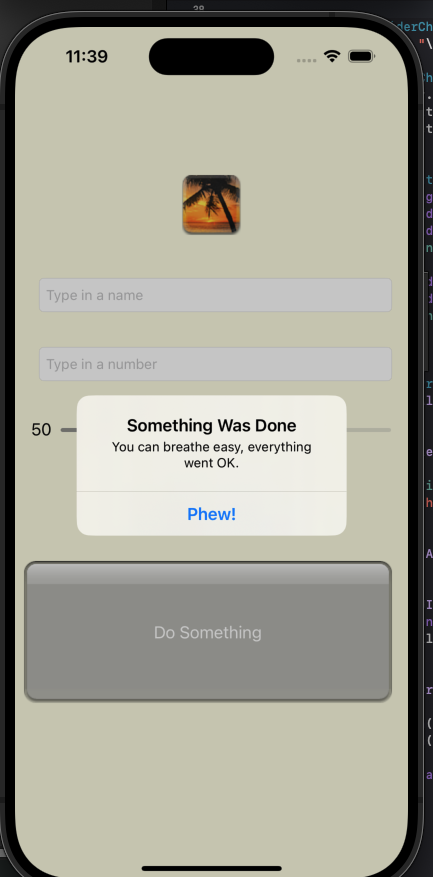 11:39
Type in a name
Type in a number
50
Something Was Done
You can breathe easy, everything
went OK.
Phew!
Do Something